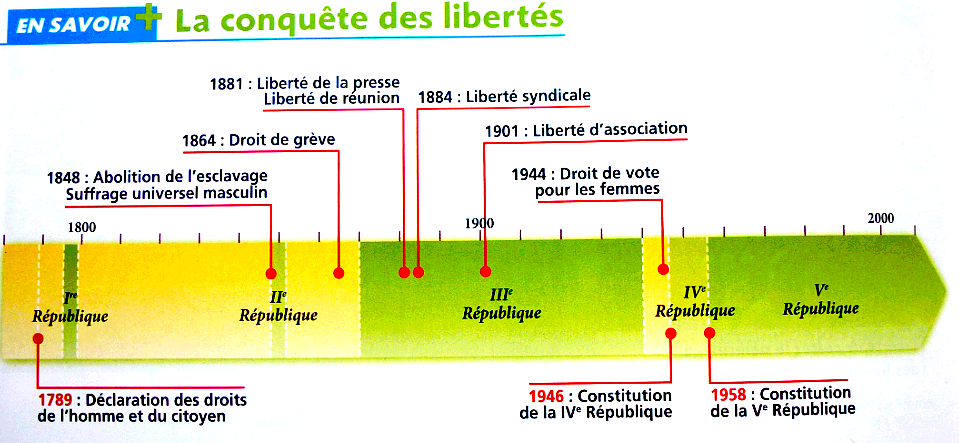 EN SAVOIR + La conquête des libertés
1881 : Liberté de la presse
Liberté de réunion
1884 : Liberté syndicale
1864 : Droit de grève
1901 : Liberté d'association
1848 : Abolition de l'esclavage
Suffrage universel masculin
1944 : Droit de vote
pour les femmes
1800
1900
2000
Ire
République
IIe
République
IIIe
République
IVe
République
Ve
République
1789 : Déclaration des droits
de l'homme et du citoyen
1946 : Constitution
de la IVe République
1958 : Constitution
de la Ve République